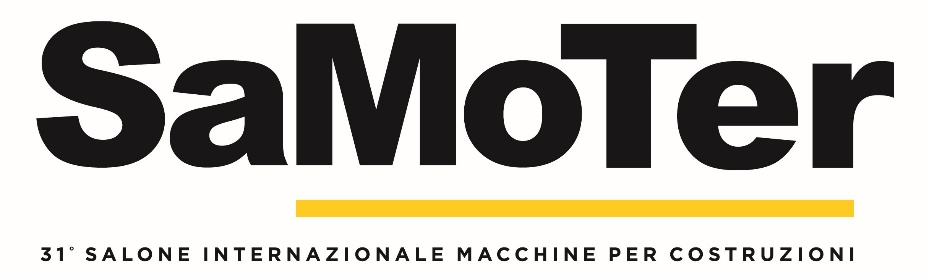 SaMoTer
31° SALONE INTERNAZIONALE MACCHINE PER COSTRUZIONI